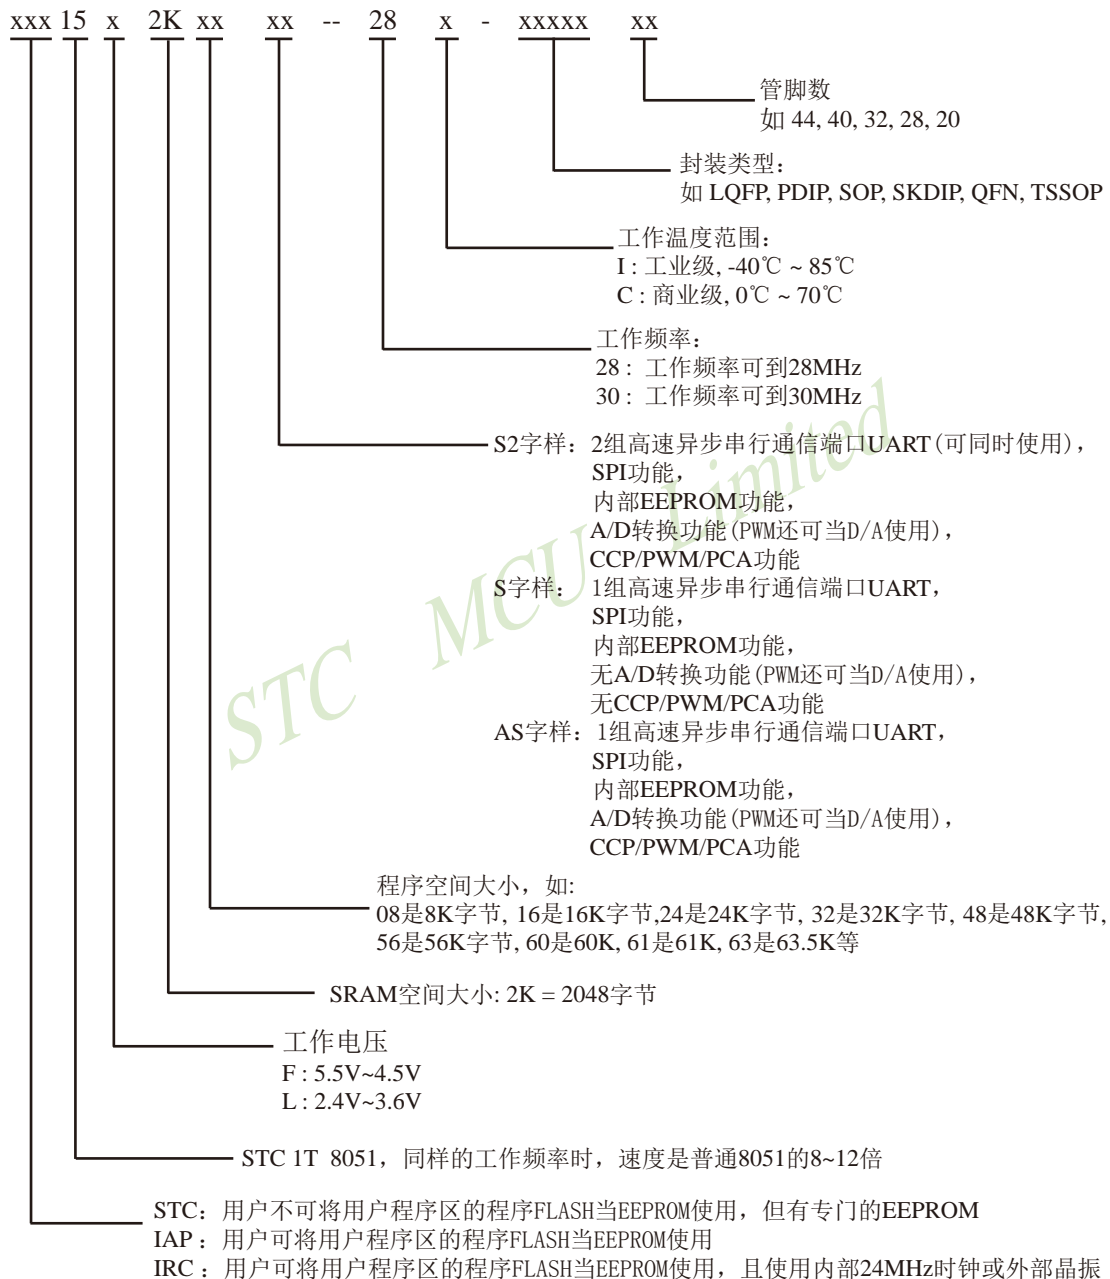 xxx 15 x 2K xx xx -- 28 x - xxxxx xx
管脚数
如 44, 40, 32, 28, 20
封装类型：
如 LQFP, PDIP, SOP, SKDIP, QFN, TSSOP
工作温度范围：
I : 工业级, -40℃ ~ 85℃
C : 商业级, 0℃ ~ 70℃
工作频率：
28 : 工作频率可到28MHz
30 : 工作频率可到30MHz
S2字样： 2组高速异步串行通信端口UART(可同时使用)，
SPI功能，
内部EEPROM功能，
A/D转换功能(PWM还可当D/A使用)，
CCP/PWM/PCA功能
S字样： 1组高速异步串行通信端口UART，
SPI功能，
内部EEPROM功能，
无A/D转换功能(PWM还可当D/A使用)，
无CCP/PWM/PCA功能
AS字样： 1组高速异步串行通信端口UART，
SPI功能，
内部EEPROM功能，
A/D转换功能(PWM还可当D/A使用)，
CCP/PWM/PCA功能
程序空间大小，如:
08是8K字节, 16是16K字节,24是24K字节, 32是32K字节, 48是48K字节,
56是56K字节, 60是60K, 61是61K, 63是63.5K等
SRAM空间大小: 2K = 2048字节
工作电压
F : 5.5V~4.5V
L : 2.4V~3.6V
STC 1T 8051，同样的工作频率时，速度是普通8051的8~12倍
STC：用户不可将用户程序区的程序FLASH当EEPROM使用，但有专门的EEPROM
IAP：用户可将用户程序区的程序FLASH当EEPROM使用
IRC：用户可将用户程序区的程序FLASH当EEPROM使用，且使用内部24MHz时钟或外部晶振
STC MCU Limited